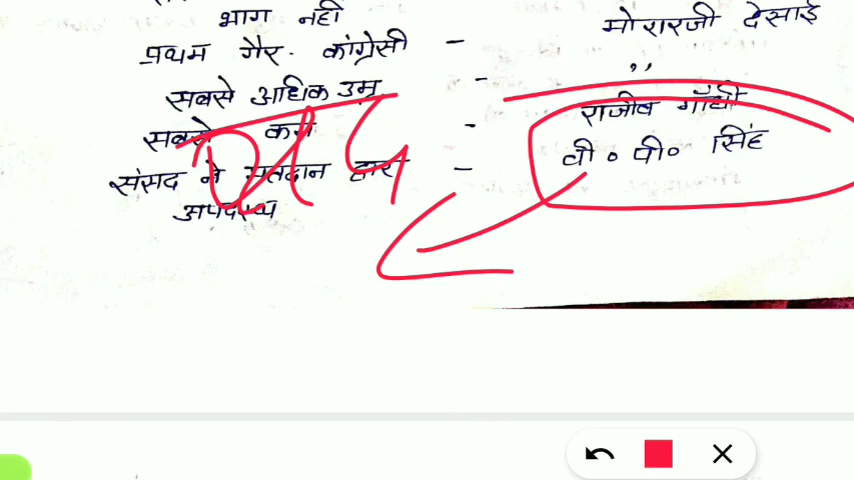 भाग नहीं
प्रथम गैर. कांग्रेसी - मोरारजी देसाई
सबसे अधिक उम्र - ,,
सबसे कम - राजीव गाँधी
संसद में मतदान द्वारा - वी० पी० सिंह
अपदस्थ